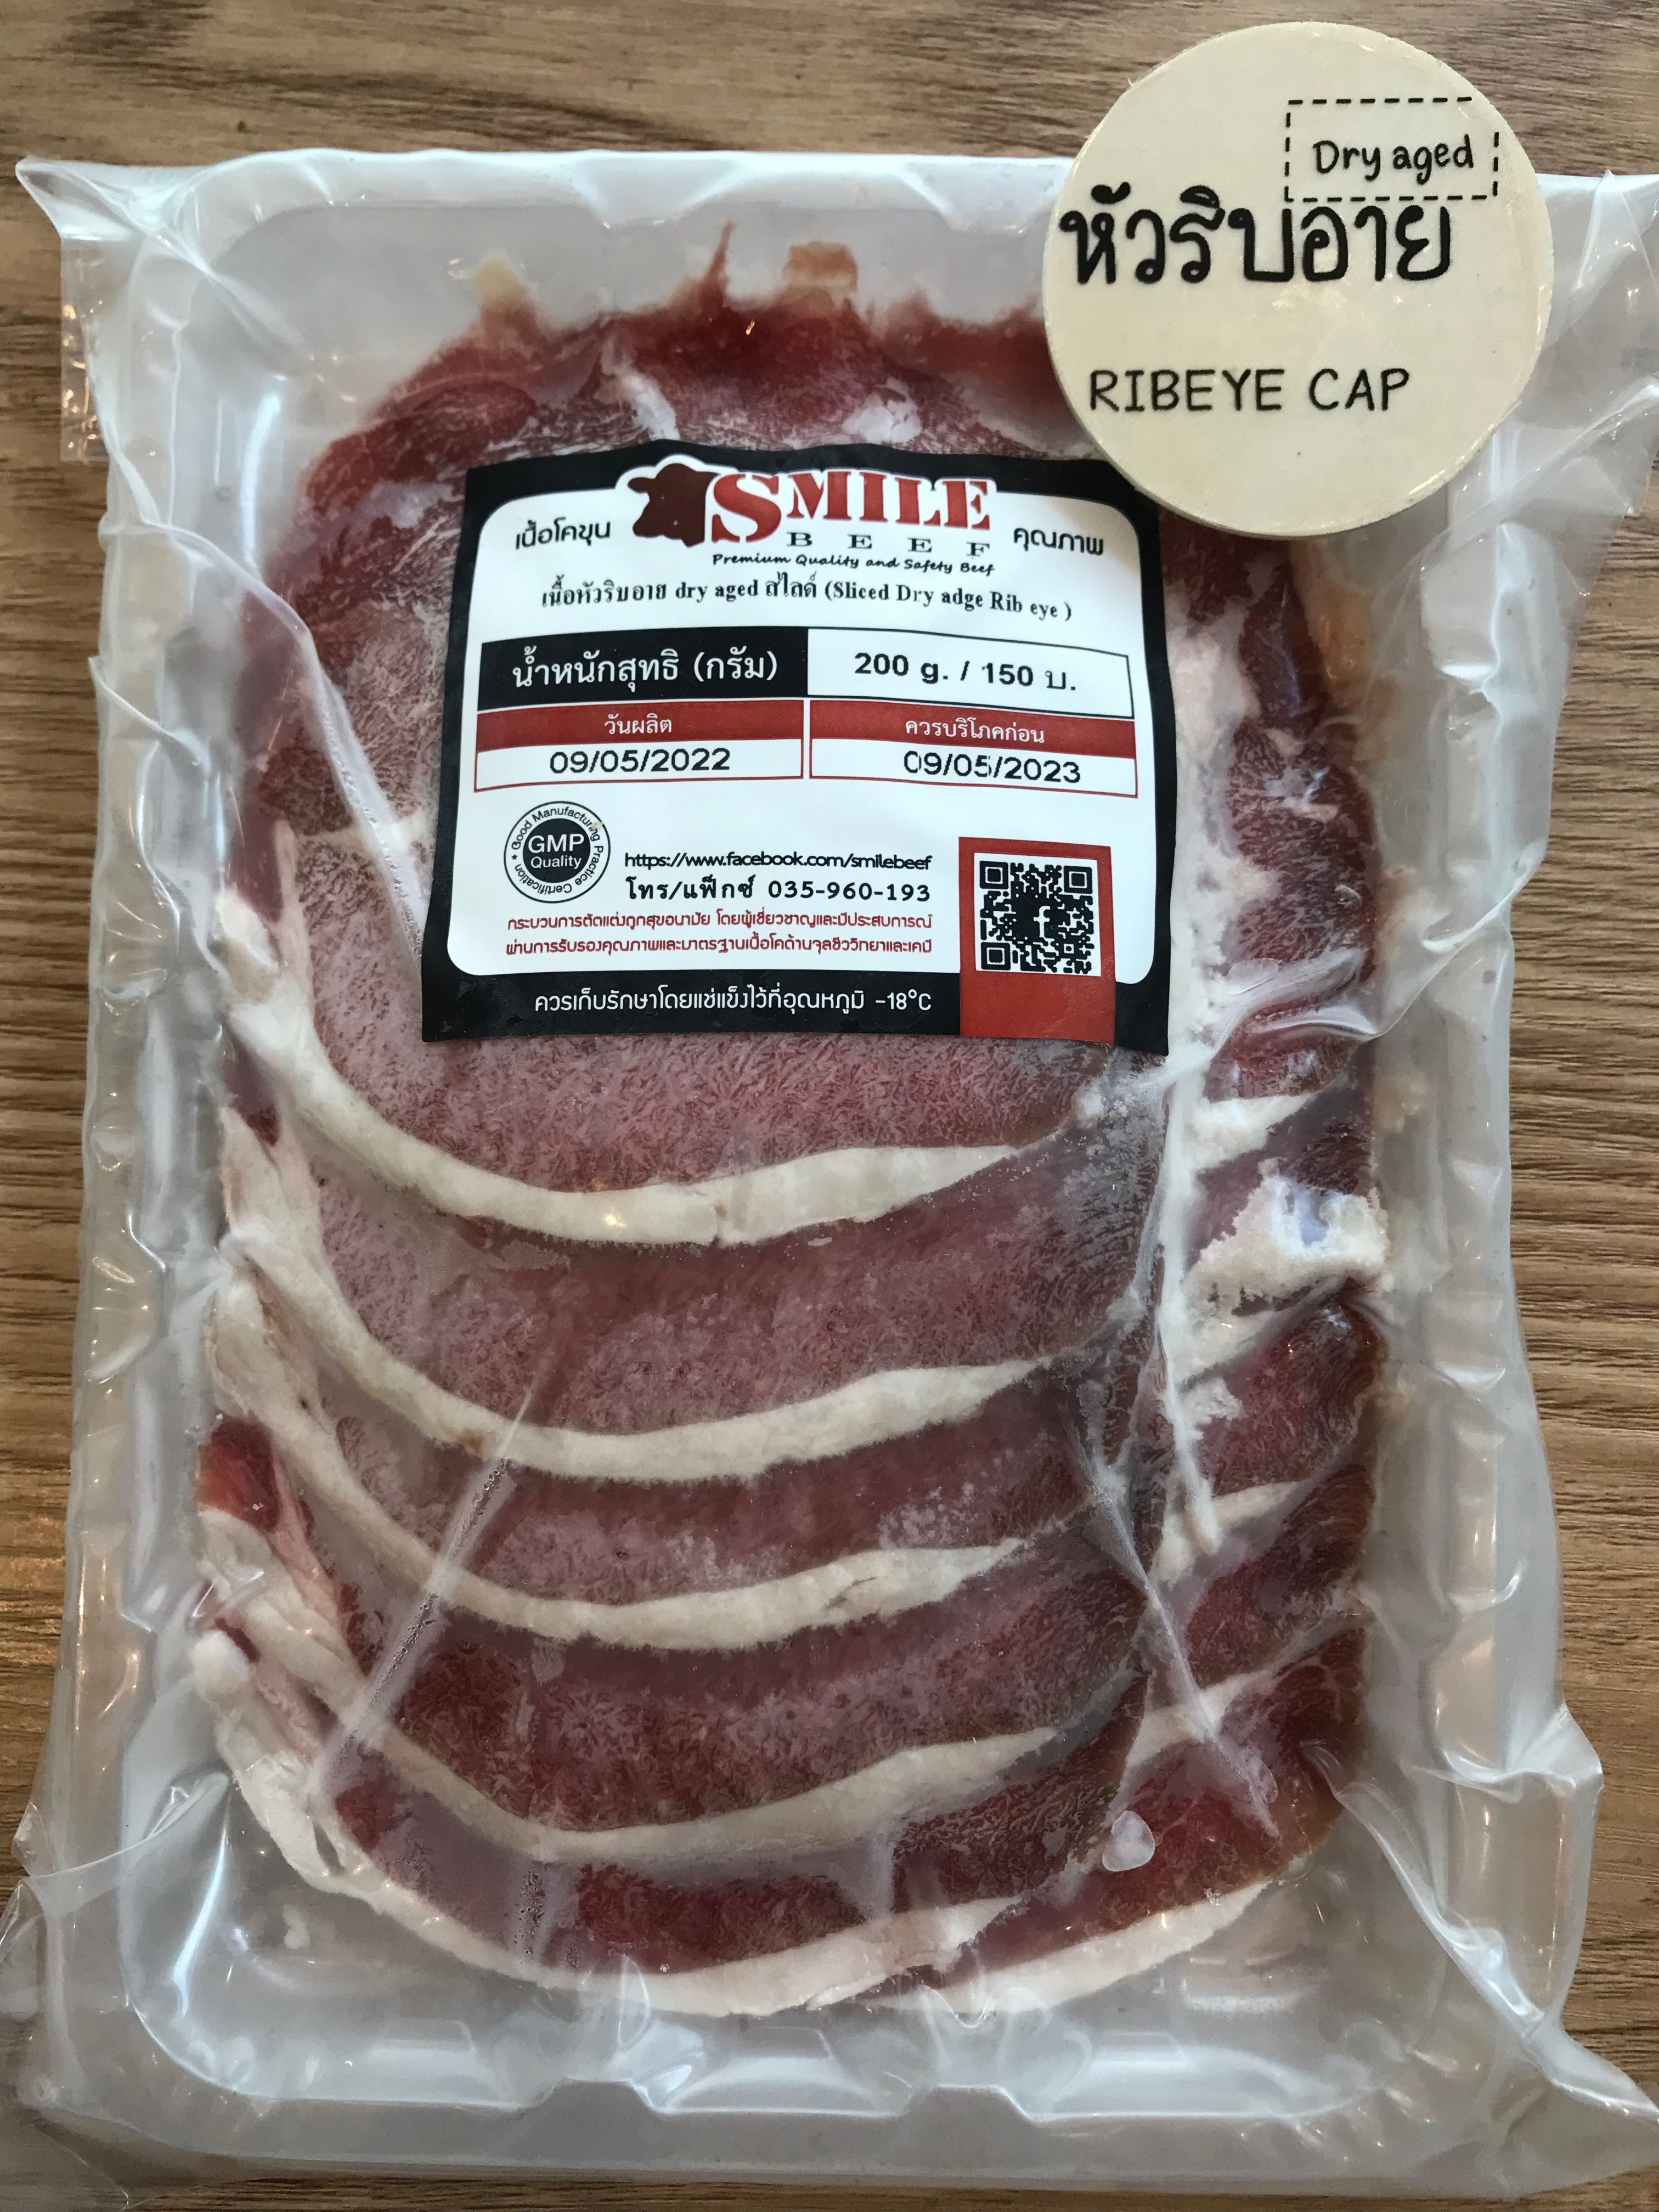 Dry aged
หัวริบอาย
RIBEYE CAP
เนื้อโคขุน
SMILE
BEEF
คุณภาพ
Premium Quality and Safety Beef
เนื้อหัวริบอาย dry aged สไลด์ (Sliced Dry adge Rib eye )
น้ำหนักสุทธิ (กรัม) 200 g. / 150 บ.
วันผลิต ควรบริโภคก่อน
09/05/2022 09/05/2023
Good Manufacturing Practice Certification
GMP
Quality
https://www.facebook.com/smilebeef
โทร/แฟ็กซ์ 035-960-193
กระบวนการตัดแต่งถูกสุขอนามัย โดยผู้เชี่ยวชาญและมีประสบการณ์
ผ่านการรับรองคุณภาพและมาตรฐานเนื้อโคด้านจุลชีววิทยาและเคมี
ควรเก็บรักษาโดยแช่แข็งไว้ที่อุณหภูมิ -18°C